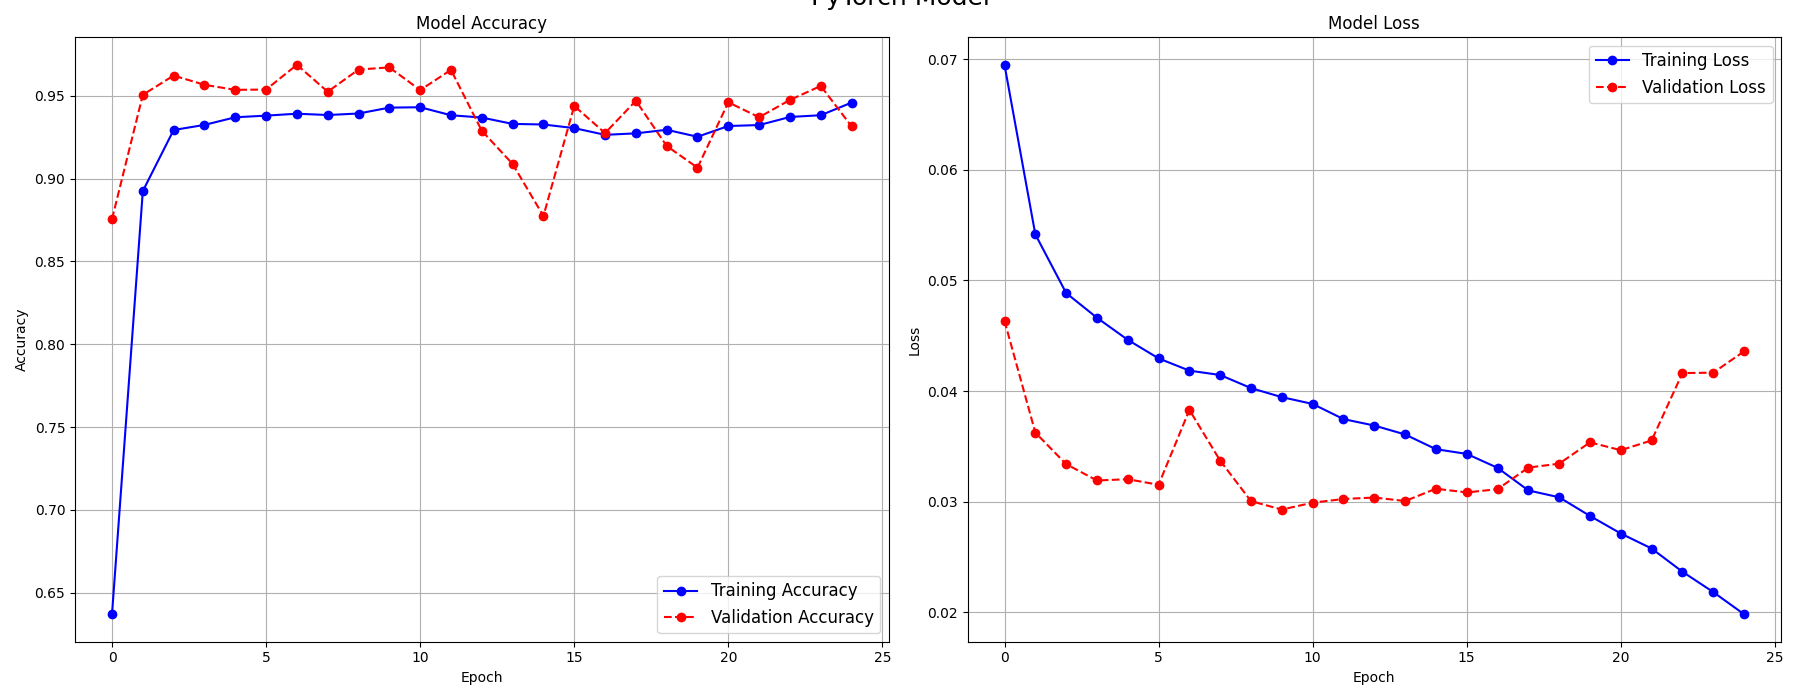 PyTorch Model
Model Accuracy
0.95
0.90
0.85
0.80
0.75
0.70
0.65
Accuracy
0 5 10 15 20 25
Epoch
Training Accuracy
Validation Accuracy
Model Loss
0.07
0.06
0.05
0.04
0.03
0.02
Loss
0 5 10 15 20 25
Epoch
Training Loss
Validation Loss